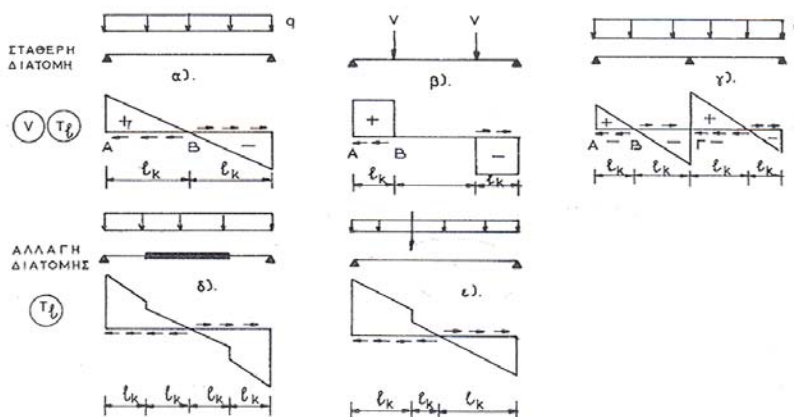 q
V V
ΣΤΑΘΕΡΗ
ΔΙΑΤΟΜΗ
α).
β).
γ).
V Tℓ
+ −
+ −
+ − + −
A B
A B
A − B − Γ −
ℓk ℓk
ℓk ℓk
ℓk ℓk ℓk ℓk
ΑΛΛΑΓΗ
ΔΙΑΤΟΜΗΣ
δ).
ε).
Tℓ
ℓk ℓk ℓk ℓk
ℓk ℓk ℓk